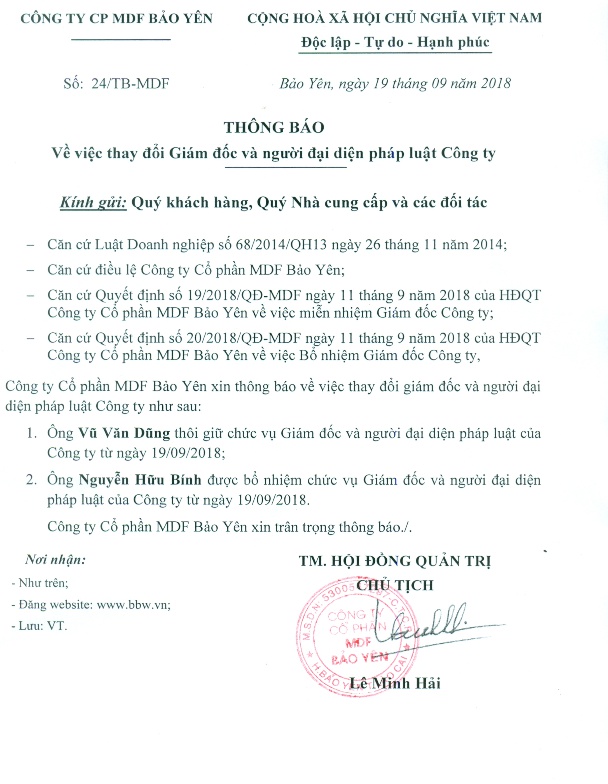 CÔNG TY CP MDF BẢO YÊN
CỘNG HOÀ XÃ HỘI CHỦ NGHĨA VIỆT NAM
Độc lập - Tự do - Hạnh phúc
Số: 24/TB-MDF
Bảo Yên, ngày 19 tháng 09 năm 2018
THÔNG BÁO
Về việc thay đổi Giám đốc và người đại diện pháp luật Công ty
Kính gửi: Quý khách hàng, Quý Nhà cung cấp và các đối tác
– Căn cứ Luật Doanh nghiệp số 68/2014/QH13 ngày 26 tháng 11 năm 2014;
– Căn cứ điều lệ Công ty Cổ phần MDF Bảo Yên;
– Căn cứ Quyết định số 19/2018/QĐ-MDF ngày 11 tháng 9 năm 2018 của HĐQT
Công ty Cổ phần MDF Bảo Yên về việc miễn nhiệm Giám đốc Công ty;
– Căn cứ Quyết định số 20/2018/QĐ-MDF ngày 11 tháng 9 năm 2018 của HĐQT
Công ty Cổ phần MDF Bảo Yên về việc Bổ nhiệm Giám đốc Công ty,
Công ty Cổ phần MDF Bảo Yên xin thông báo về việc thay đổi giám đốc và người đại
diện pháp luật Công ty như sau:
1. Ông Vũ Văn Dũng thôi giữ chức vụ Giám đốc và người đại diện pháp luật của
Công ty từ ngày 19/09/2018;
2. Ông Nguyễn Hữu Bính được bổ nhiệm chức vụ Giám đốc và người đại diện
pháp luật của Công ty từ ngày 19/09/2018.
Công ty Cổ phần MDF Bảo Yên xin trân trọng thông báo./.
Nơi nhận:
- Như trên;
- Đăng website: www.bbw.vn;
- Lưu: VT.
TM. HỘI ĐỒNG QUẢN TRỊ
CHỦ TỊCH
CÔNG TY
CỔ PHẦN
MDF
BẢO YÊN
Lê Minh Hải